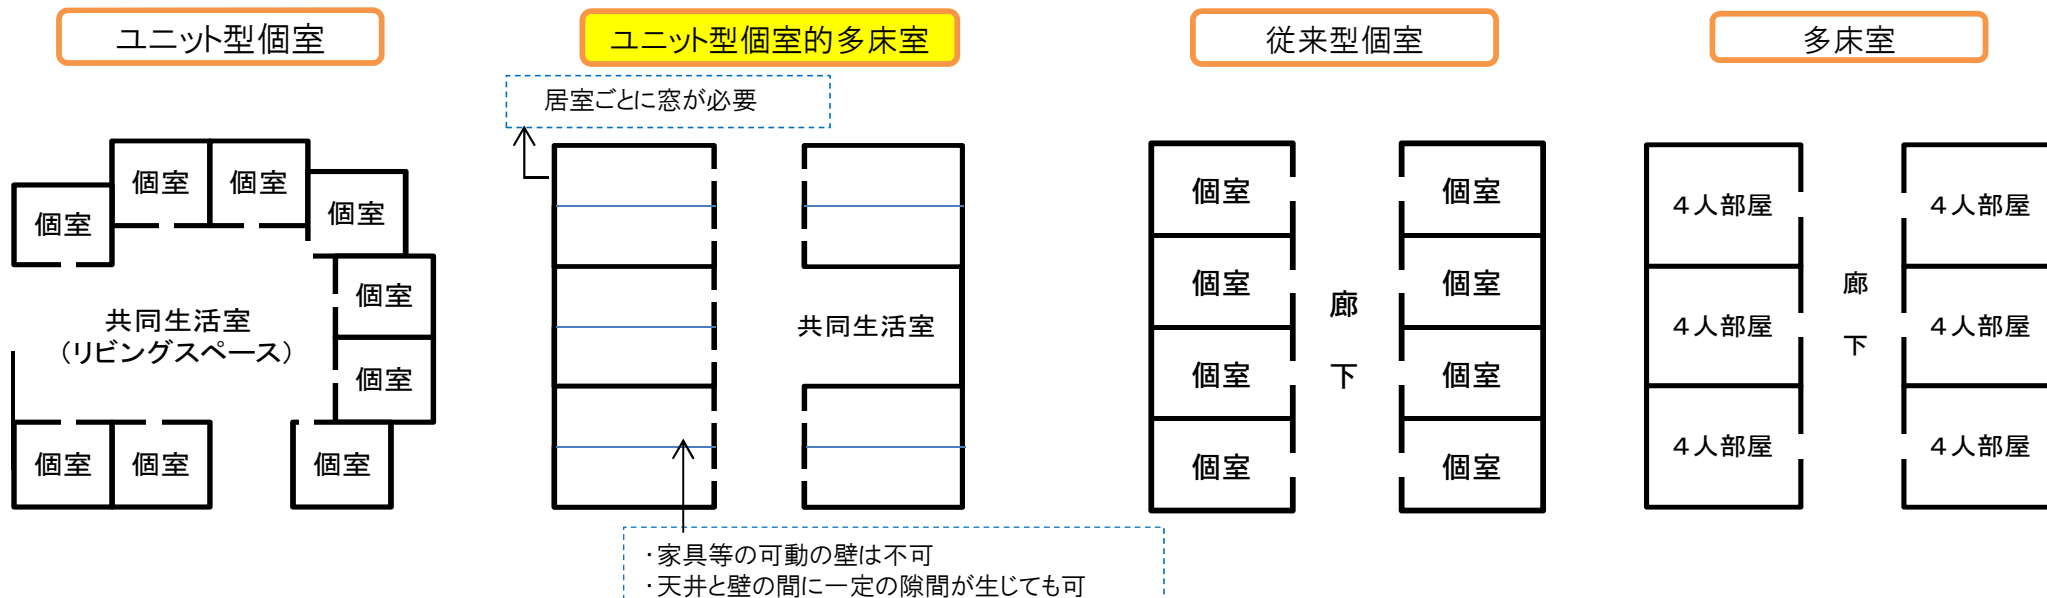 ユニット型個室
ユニット型個室的多床室
従来型個室
多床室
居室ごとに窓が必要
個室
個室
個室
個室
個室
個室
個室
個室
個室
共同生活室
（リビングスペース）
共同生活室
・家具等の可動の壁は不可
・天井と壁の間に一定の隙間が生じても可
個室
個室
個室
個室
廊
下
個室
個室
個室
個室
４人部屋
４人部屋
４人部屋
廊
下
４人部屋
４人部屋
４人部屋